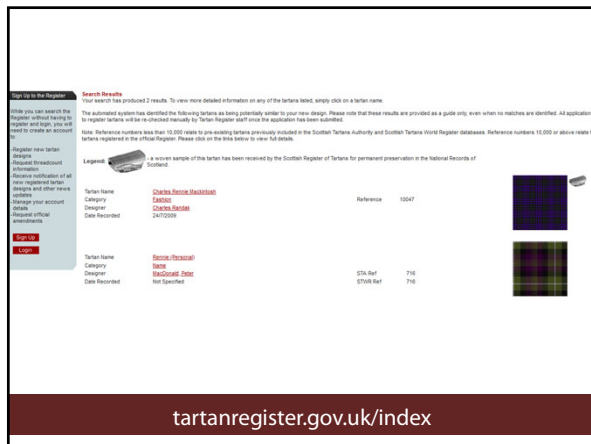 Sign Up to the Register
While you can search the
Register without having to
register and login, you will
need to create an account
to:
-Register new tartan
designs
-Request threadcount
information
-Receive notification of all
new registered tartan
designs and other news
updates
-Manage your account
details
-Request official
amendments
Sign Up
Login
Search Results
Your search has produced 2 results. To view more detailed information on any of the tartans listed, simply click on a tartan name.
The automated system has identified the following tartans as being potentially similar to your new design. Please note that these results are provided as a guide only, even when no matches are identified. All application
to register tartans will be re-checked manually by Tartan Register staff once the application has been submitted.
Note: Reference numbers less than 10,000 relate to pre-existing tartans previously included in the Scottish Tartans Authority and Scottish Tartans World Register databases. Reference numbers 10,000 or above relate t
tartans registered in the official Register. Please click on the links below to view full details.
Legend: - a woven sample of this tartan has been received by the Scottish Register of Tartans for permanent preservation in the National Records of
Scotland.
Tartan Name Charles Rennie Mackintosh
Category Fashion Reference 10047
Designer Charles Randak
Date Recorded 24/7/2009
Tartan Name Rennie (Personal)
Category Name
Designer MacDonald, Peter STA Ref 716
Date Recorded Not Specified STWR Ref 716
tartanregister.gov.uk/index